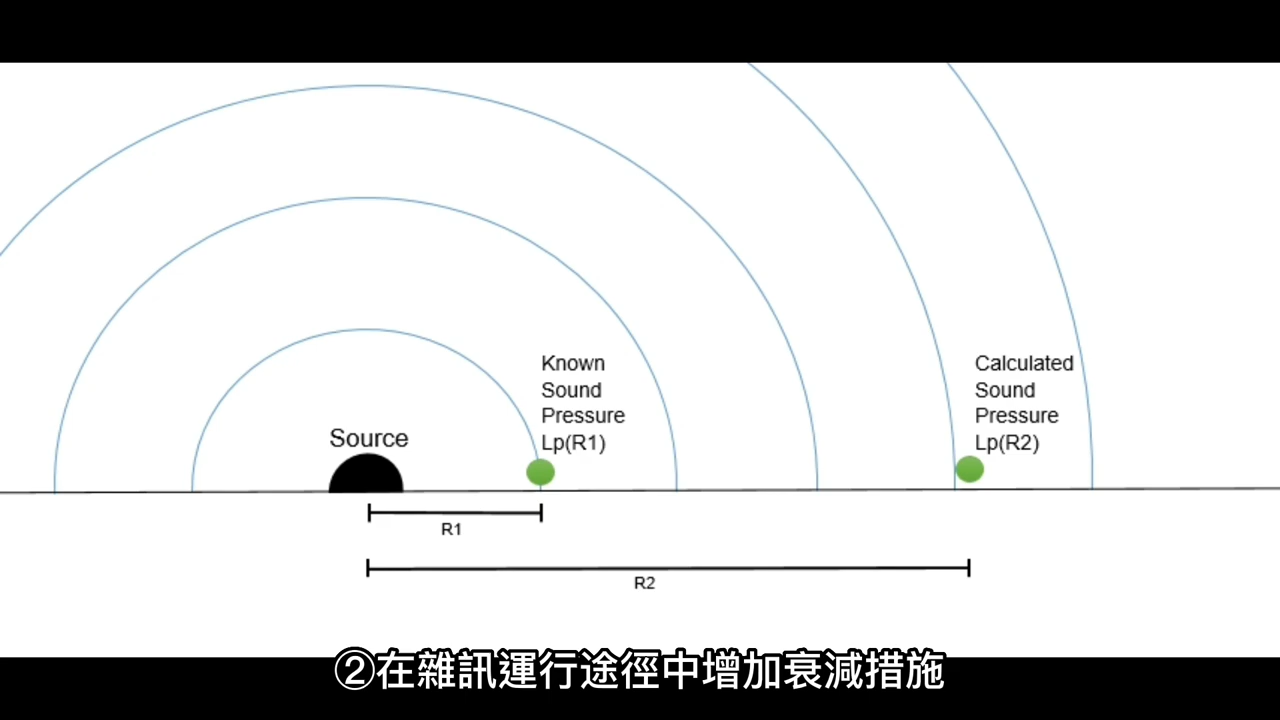 Known
Sound
Pressure
Lp(R1)
Calculated
Sound
Pressure
Lp(R2)
Source
R1
R2
②在雜訊運行途徑中增加衰減措施